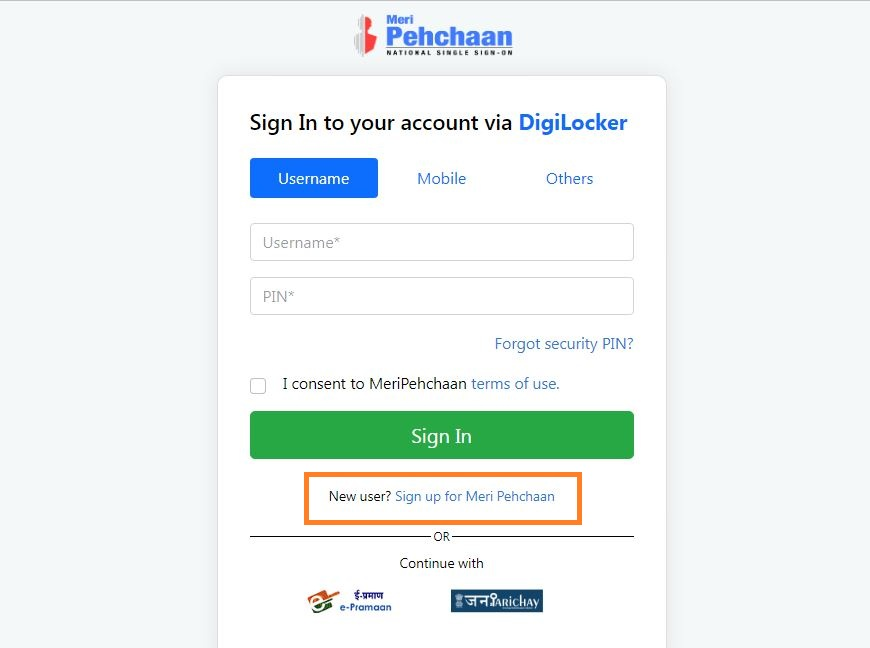 Meri
Pehchaan
NATIONAL SINGLE SIGN-ON
Sign In to your account via DigiLocker
Username Mobile Others
Username*
PIN*
Forgot security PIN?
I consent to MeriPehchaan terms of use.
Sign In
New user? Sign up for Meri Pehchaan
OR
Continue with
ई-प्रमाण
e-Pramaan
जन Parichay